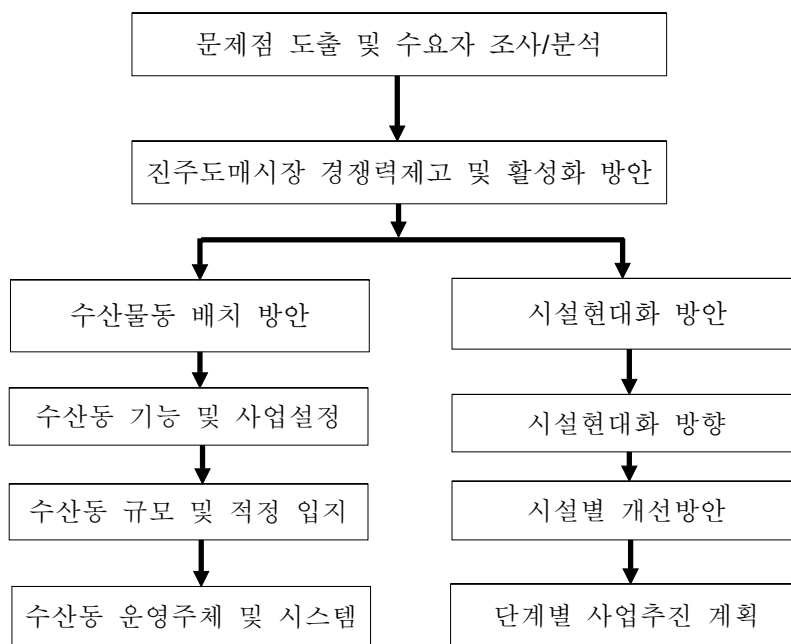 문제점 도출 및 수요자 조사/분석
진주도매시장 경쟁력제고 및 활성화 방안
수산물동 배치 방안
수산동 기능 및 사업설정
수산동 규모 및 적정 입지
수산동 운영주체 및 시스템
시설현대화 방안
시설현대화 방향
시설별 개선방안
단계별 사업추진 계획